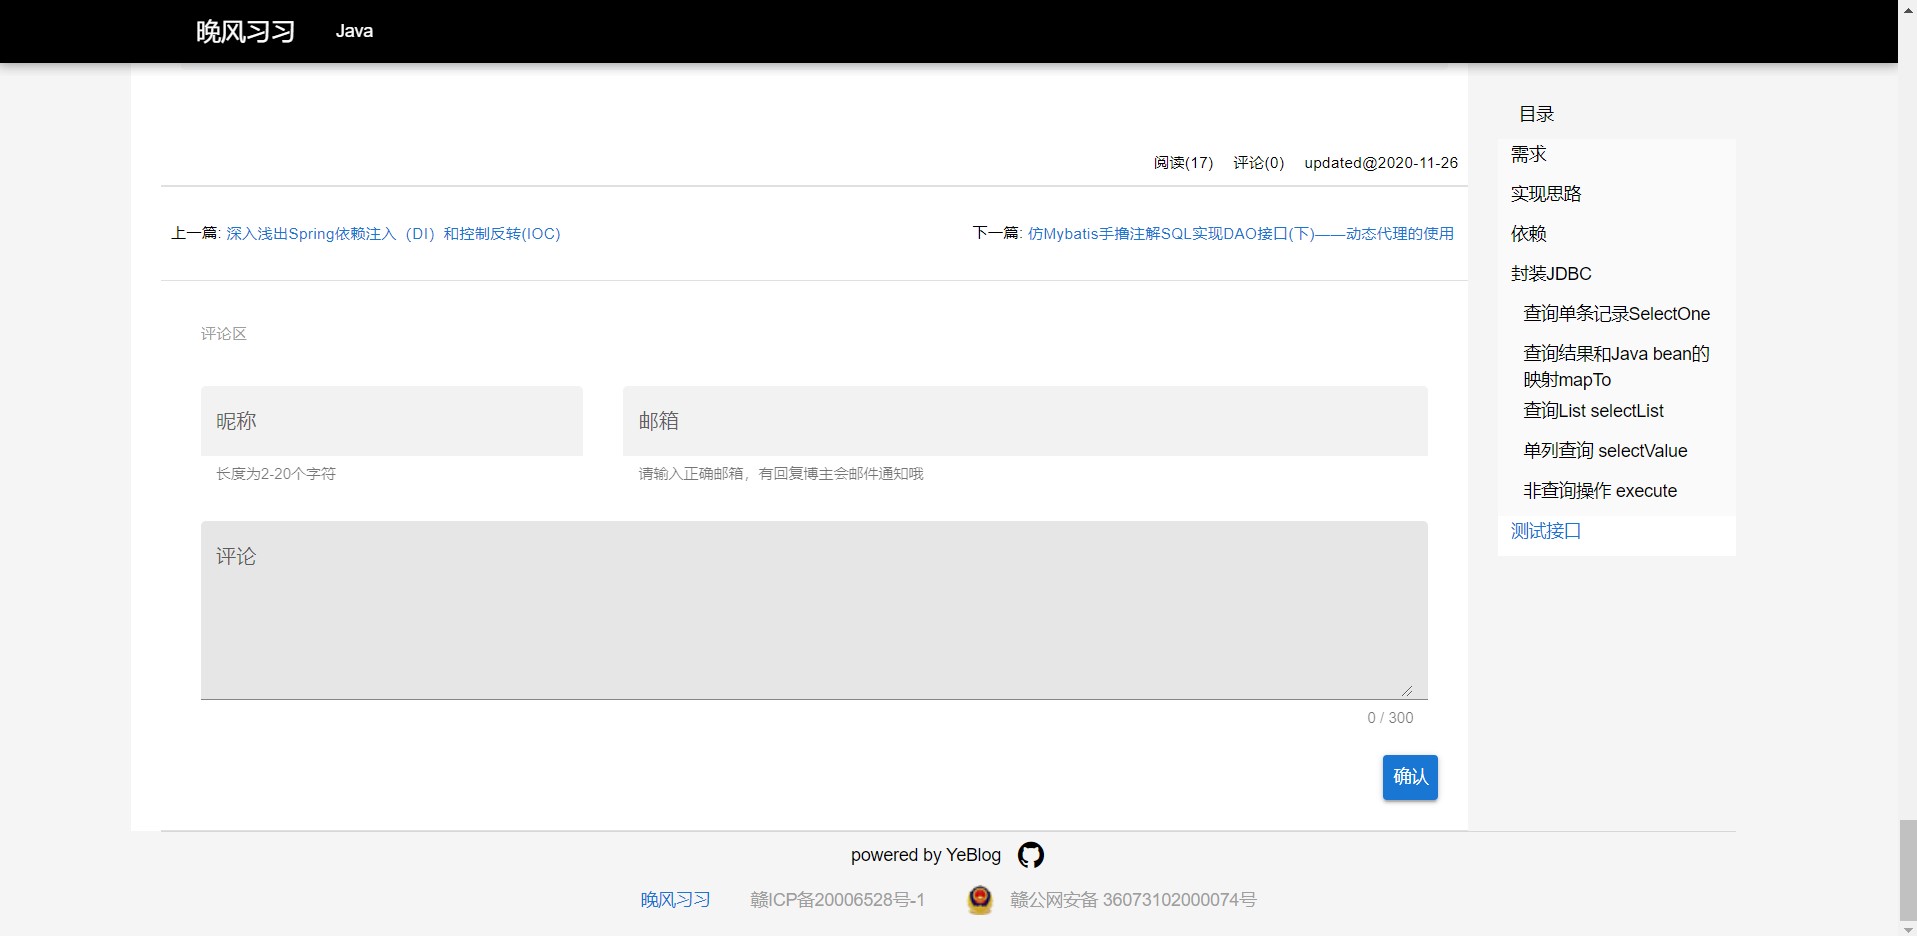 晚风习习 Java
阅读(17) 评论(0) updated@2020-11-26
上一篇: 深入浅出Spring依赖注入（DI）和控制反转(IOC)
下一篇: 仿Mybatis手撸注解SQL实现DAO接口(下)——动态代理的使用
评论区
昵称
邮箱
长度为2-20个字符
请输入正确邮箱，有回复博主会邮件通知哦
评论
0 / 300
确认
目录
需求
实现思路
依赖
封装JDBC
查询单条记录SelectOne
查询结果和Java bean的
映射mapTo
查询List selectList
单列查询 selectValue
非查询操作 execute
测试接口
powered by YeBlog
晚风习习 赣ICP备20006528号-1 赣公网安备 36073102000074号